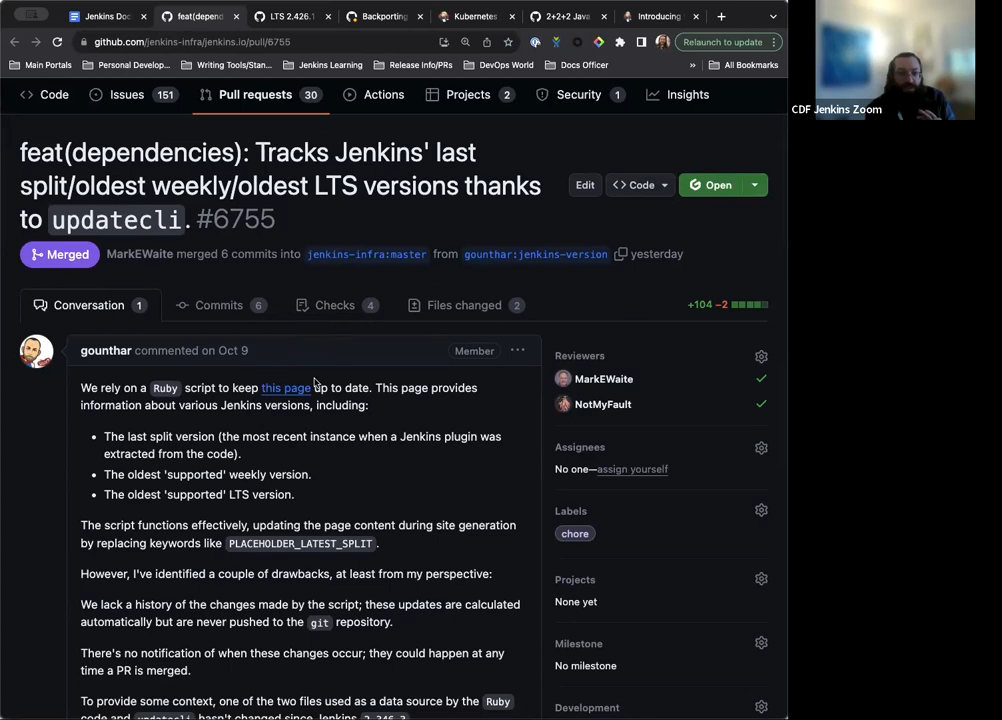 Jenkins Doc
feat(depend
LTS 2.426.1
Backporting
Kubernetes
2+2+2 Java
Introducing
github.com/jenkins-infra/jenkins.io/pull/6755
Relaunch to update
Main Portals
Personal Develop...
Writing Tools/Stan...
Jenkins Learning
Release Info/PRs
DevOps World
Docs Officer
»
All Bookmarks
CDF Jenkins Zoom
Code
Issues 151
Pull requests 30
Actions
Projects 2
Security 1
Insights
feat(dependencies): Tracks Jenkins' last
split/oldest weekly/oldest LTS versions thanks
to updatecli. #6755
Edit
Code
Open
Merged
MarkEWaite merged 6 commits into jenkins-infra:master from gounthar:jenkins-version yesterday
Conversation 1
Commits 6
Checks 4
Files changed 2
+104 −2
gounthar commented on Oct 9
Member
We rely on a Ruby script to keep this page up to date. This page provides
information about various Jenkins versions, including:
• The last split version (the most recent instance when a Jenkins plugin was
extracted from the code).
• The oldest 'supported' weekly version.
• The oldest 'supported' LTS version.
The script functions effectively, updating the page content during site generation
by replacing keywords like PLACEHOLDER_LATEST_SPLIT.
However, I've identified a couple of drawbacks, at least from my perspective:
We lack a history of the changes made by the script; these updates are calculated
automatically but are never pushed to the git repository.
There's no notification of when these changes occur; they could happen at any
time a PR is merged.
To provide some context, one of the two files used as a data source by the Ruby
code and updatecli hasn't changed since Jenkins 2.346.3
Reviewers
MarkEWaite
NotMyFault
Assignees
No one—assign yourself
Labels
chore
Projects
None yet
Milestone
No milestone
Development